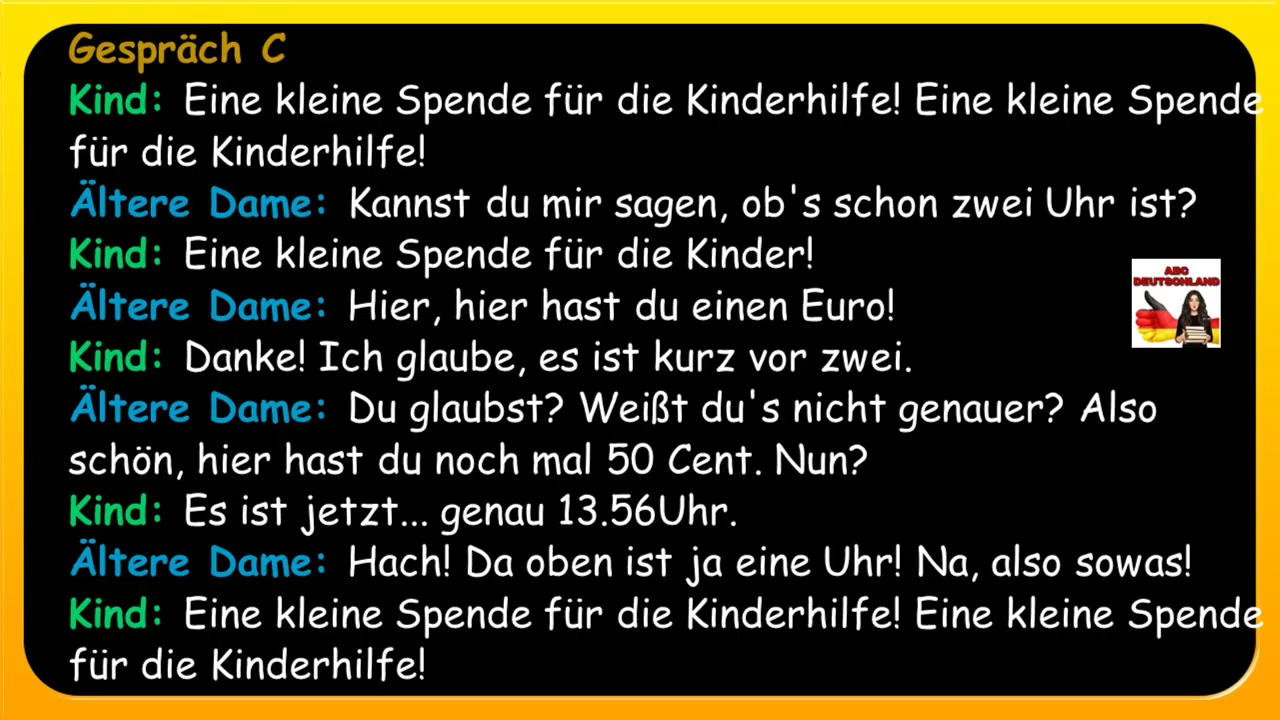 Gespräch C
Kind: Eine kleine Spende für die Kinderhilfe! Eine kleine Spende
für die Kinderhilfe!
Ältere Dame: Kannst du mir sagen, ob's schon zwei Uhr ist?
Kind: Eine kleine Spende für die Kinder!
Ältere Dame: Hier, hier hast du einen Euro!
ABC
DEUTSCHLAND
Kind: Danke! Ich glaube, es ist kurz vor zwei.
Ältere Dame: Du glaubst? Weißt du's nicht genauer? Also
schön, hier hast du noch mal 50 Cent. Nun?
Kind: Es ist jetzt... genau 13.56Uhr.
Ältere Dame: Hach! Da oben ist ja eine Uhr! Na, also sowas!
Kind: Eine kleine Spende für die Kinderhilfe! Eine kleine Spende
für die Kinderhilfe!